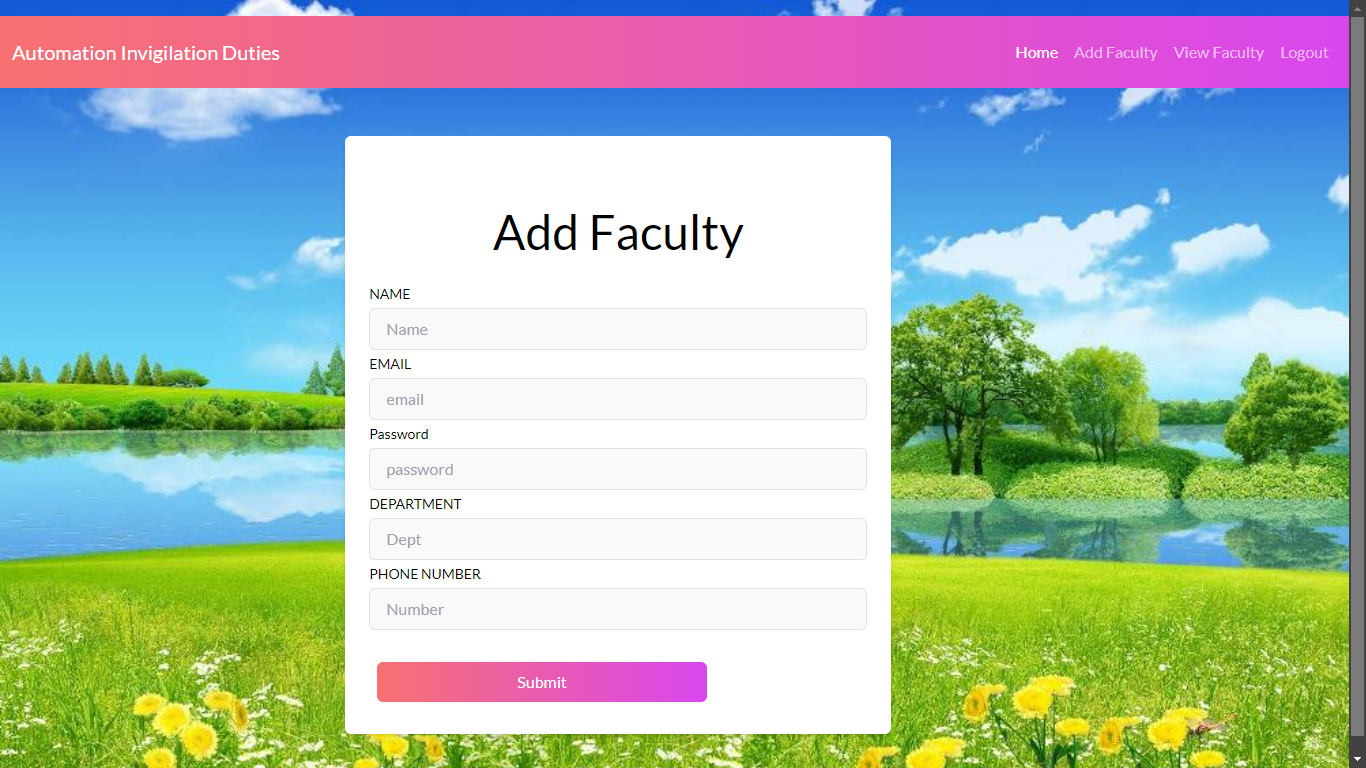 Automation Invigilation Duties
Home Add Faculty View Faculty Logout
Add Faculty
NAME
Name
EMAIL
email
Password
password
DEPARTMENT
Dept
PHONE NUMBER
Number
Submit